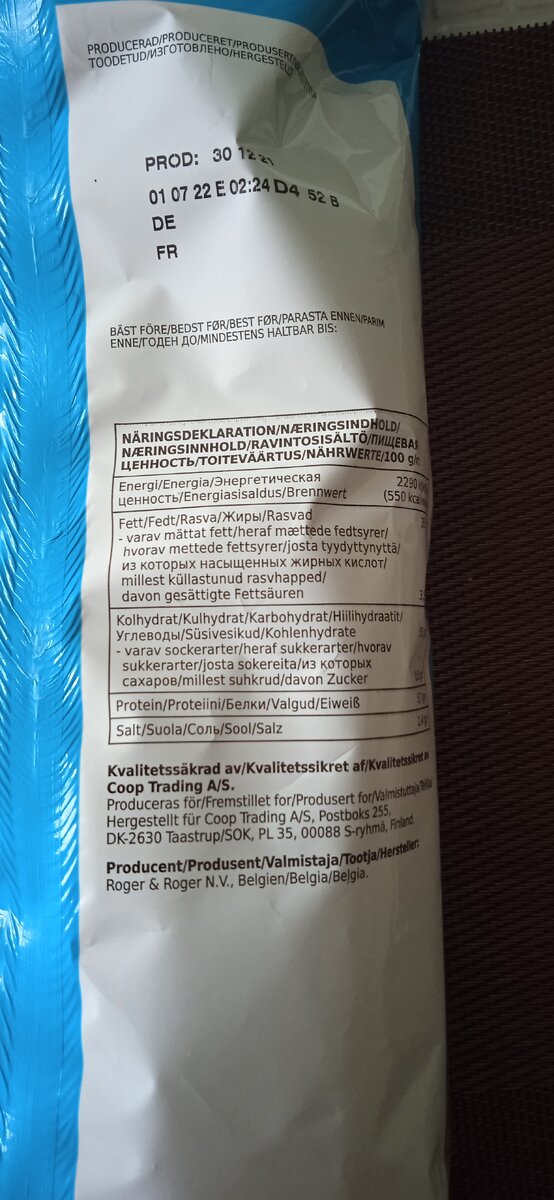 PRODUCERAD/PRODUCERET/PRODUSERT/
TOODETUD/ИЗГОТОВЛЕНО/HERGESTELLT
PROD: 30 12 21
01 07 22 E 02:24 D4 52 B
DE
FR
BÄST FÖRE/BEDST FØR/BEST FØR/PARASTA ENNEN/PARIM
ENNE/ГОДЕН ДО/MINDESTENS HALTBAR BIS:
NÄRINGSDEKLARATION/NÆRINGSINDHOLD/
NÆRINGSINNHOLD/RAVINTOSISÄLTÖ/ПИЩЕВАЯ
ЦЕННОСТЬ/TOITEVÄÄRTUS/NÄHRWERTE/100 g/
Energi/Energia/Энергетическая 2290
ценность/Energiasisaldus/Brennwert (550 kcal
Fett/Fedt/Rasva/Жиры/Rasvad
- varav mättat fett/heraf mættede fedtsyrer/
hvorav mettede fettsyrer/josta tyydyttynyttä/
из которых насыщенных жирных кислот/
millest küllastunud rasvhapped/
davon gesättigte Fettsäuren
Kolhydrat/Kulhydrat/Karbohydrat/Hiilihydraatit/
Углеводы/Süsivesikud/Kohlenhydrate
- varav sockerarter/heraf sukkerarter/hvorav
sukkerarter/josta sokereita/из которых
сахаров/millest suhkrud/davon Zucker
Protein/Proteiini/Белки/Valgud/Eiweiß
Salt/Suola/Соль/Sool/Salz
Kvalitetssäkrad av/Kvalitetssikret af/Kvalitetssikret av
Coop Trading A/S.
Produceras för/Fremstillet for/Produsert for/Valmistuttaja/
Hergestellt für Coop Trading A/S, Postboks 255,
DK-2630 Taastrup/SOK, PL 35, 00088 S-ryhmä, Finland.
Producent/Produsent/Valmistaja/Tootja/Hersteller:
Roger & Roger N.V., Belgien/Belgia/Belgia.